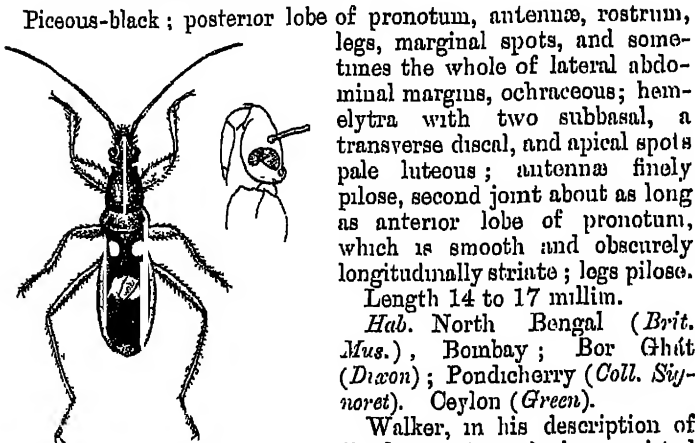 Piceous-black ; posterior lobe of pronotum, antennæ, rostrum,
legs, marginal spots, and some-
times the whole of lateral abdo-
minal margins, ochraceous; hem-
elytra with two subbasal, a
transverse discal, and apical spots
pale luteous ; antennæ finely
pilose, second joint about as long
as anterior lobe of pronotum,
which is smooth and obscurely
longitudinally striate ; legs pilose.
Length 14 to 17 millim.
Hab. North Bengal (Brit.
Mus.) , Bombay ; Bor Ghát
(Dixon) ; Pondicherry (Coll. Sig-
noret). Ceylon (Green).
Walker, in his description of